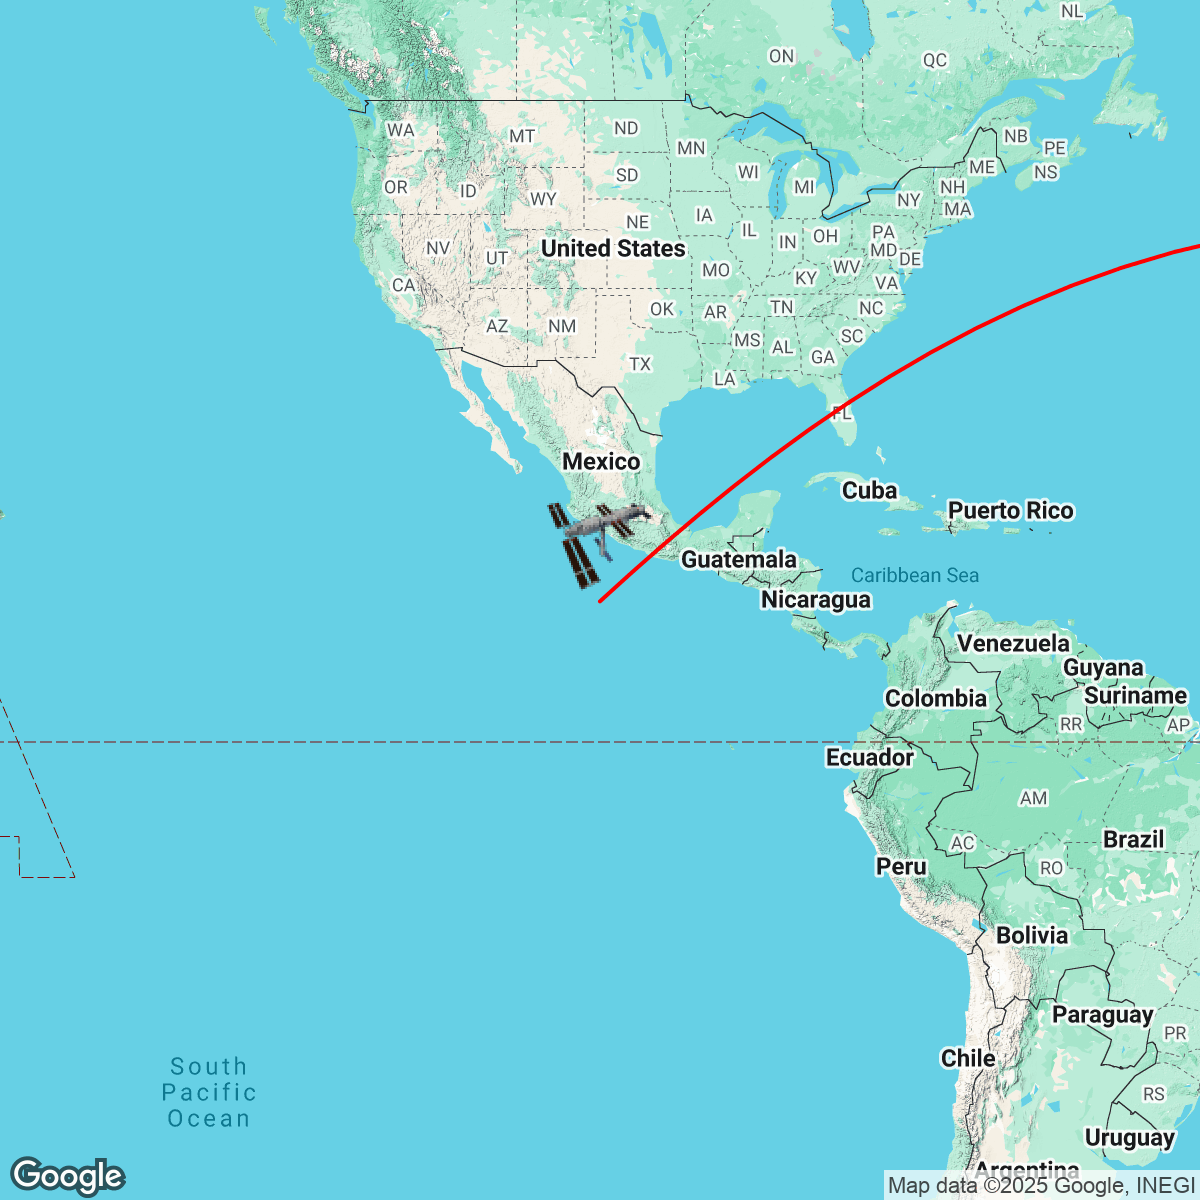 NL
ON
QC
WA
MT
ND
MN
NB
PE
OR
ID
SD
WI
MI
ME
NS
WY
NH
NY
MA
NE
IA
IL
IN
OH
PA
NV
UT
United States
MD
DE
CA
MO
KY
WV
VA
AZ
NM
OK
AR
TN
NC
MS
AL
SC
GA
TX
LA
FL
Mexico
Cuba
Puerto Rico
Guatemala
Caribbean Sea
Nicaragua
Venezuela
Guyana
Colombia
Suriname
RR
AP
Ecuador
AM
AC
Brazil
Peru
RO
Bolivia
Paraguay
PR
Chile
South
Pacific
Ocean
RS
Uruguay
Argentina
Google
Map data ©2025 Google, INEGI